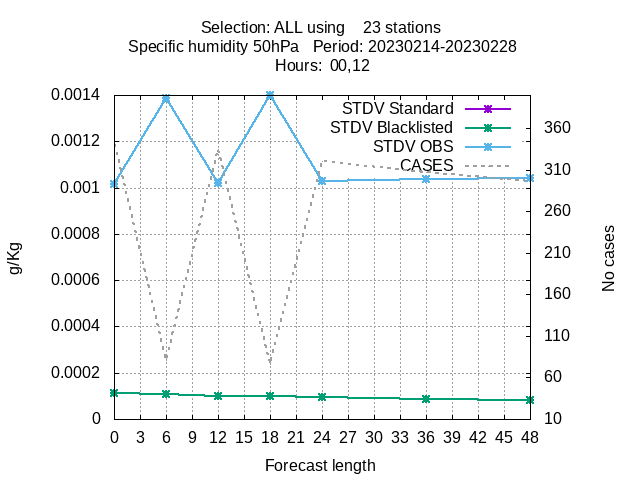 Selection: ALL using    23 stations
Specific humidity 50hPa   Period: 20230214-20230228
Hours:  00,12
STDV Standard
STDV Blacklisted
STDV OBS
CASES
0.0014
0.0012
0.001
0.0008
0.0006
0.0004
0.0002
0
g/Kg
360
310
260
210
160
110
60
10
No cases
0 3 6 9 12 15 18 21 24 27 30 33 36 39 42 45 48
Forecast length